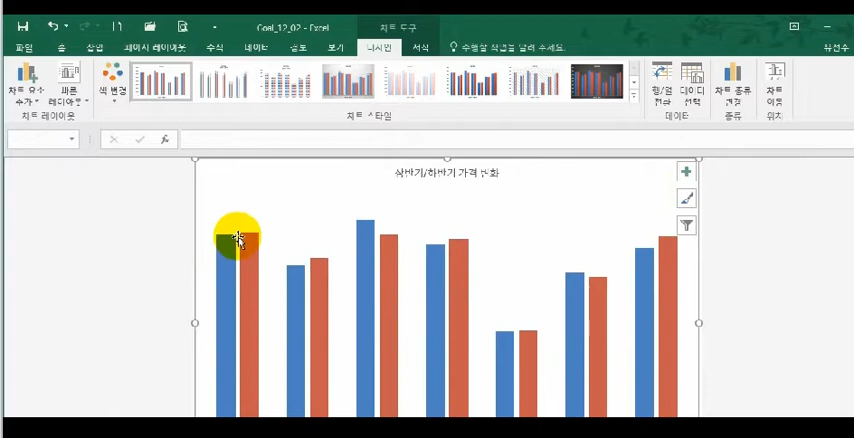 Goal_12_02 - Excel
차트 도구
파일 홈 삽입 페이지 레이아웃 수식 데이터 검토 보기 디자인 서식 수행할 작업을 알려 주세요. 유선수
차트 요소 추가 빠른 레이아웃 색 변경 행/열 전환 데이터 선택 차트 종류 변경 차트 이동
차트 레이아웃 차트 스타일 데이터 종류 위치
fx
상반기/하반기 가격 변화